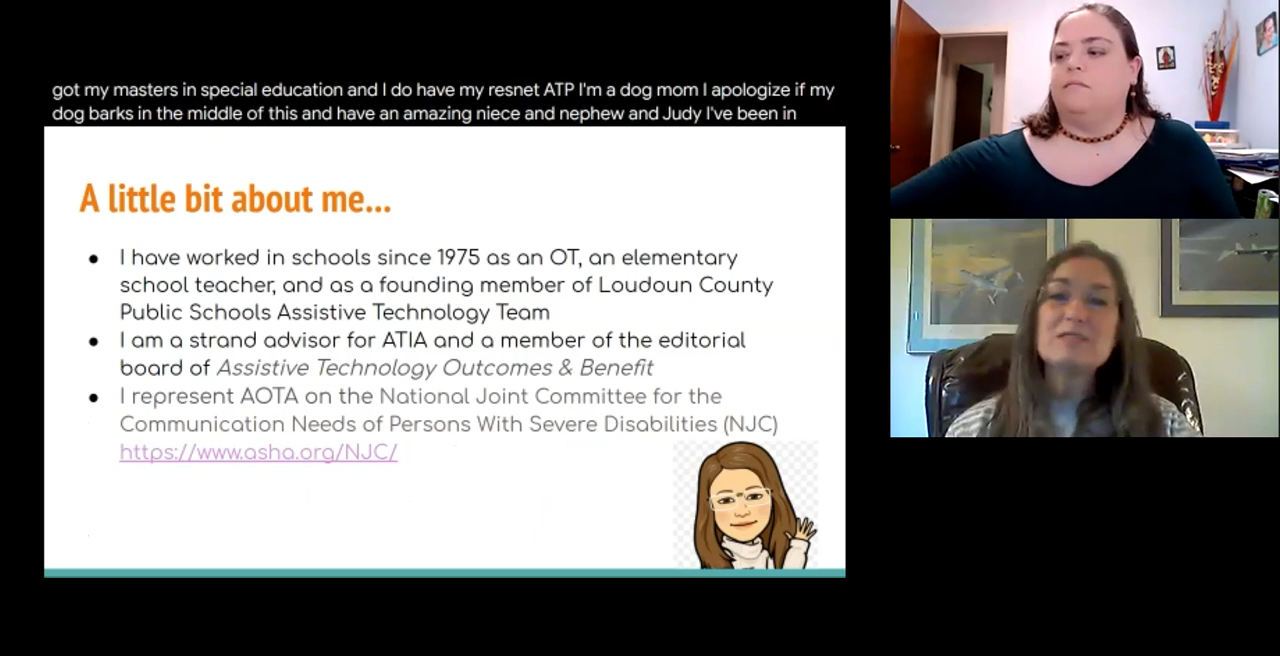 got my masters in special education and I do have my resnet ATP I'm a dog mom I apologize if my
dog barks in the middle of this and have an amazing niece and nephew and Judy I've been in
A little bit about me...
● I have worked in schools since 1975 as an OT, an elementary
school teacher, and as a founding member of Loudoun County
Public Schools Assistive Technology Team
● I am a strand advisor for ATIA and a member of the editorial
board of Assistive Technology Outcomes & Benefit
● I represent AOTA on the National Joint Committee for the
Communication Needs of Persons With Severe Disabilities (NJC)
https://www.asha.org/NJC/